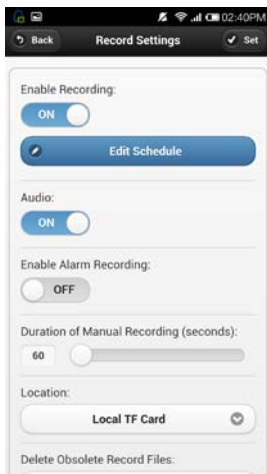 02:40PM
Back
Record Settings
Set
Enable Recording:
ON
Edit Schedule
Audio:
ON
Enable Alarm Recording:
OFF
Duration of Manual Recording (seconds):
60
Location:
Local TF Card
Delete Obsolete Record Files: